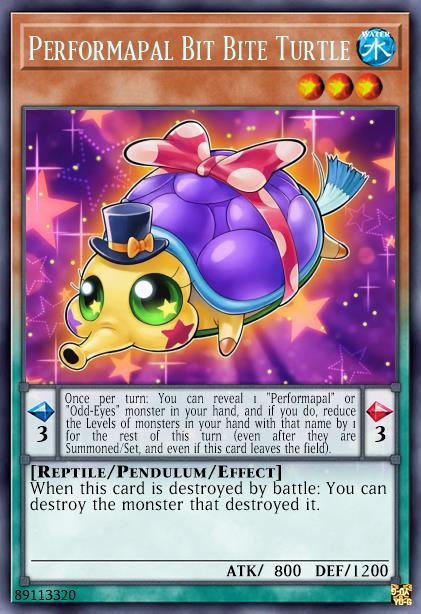 Performapal Bit Bite Turtle
WATER
水
3
3
Once per turn: You can reveal 1 "Performapal" or
"Odd-Eyes" monster in your hand, and if you do, reduce
the Levels of monsters in your hand with that name by 1
for the rest of this turn (even after they are
Summoned/Set, and even if this card leaves the field).
[Reptile/Pendulum/Effect]
When this card is destroyed by battle: You can
destroy the monster that destroyed it.
ATK/ 800 DEF/1200
89113320